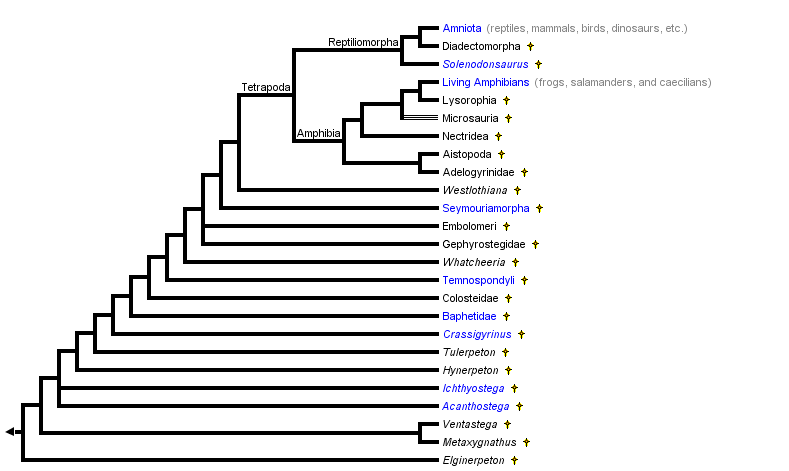 Amniota (reptiles, mammals, birds, dinosaurs, etc.)
Reptiliomorpha
Diadectomorpha
Solenodonsaurus
Living Amphibians (frogs, salamanders, and caecilians)
Tetrapoda
Lysorophia
Microsauria
Amphibia
Nectridea
Aistopoda
Adelogyrinidae
Westlothiana
Seymouriamorpha
Embolomeri
Gephyrostegidae
Whatcheeria
Temnospondyli
Colosteidae
Baphetidae
Crassigyrinus
Tulerpeton
Hynerpeton
Ichthyostega
Acanthostega
Ventastega
Metaxygnathus
Elginerpeton